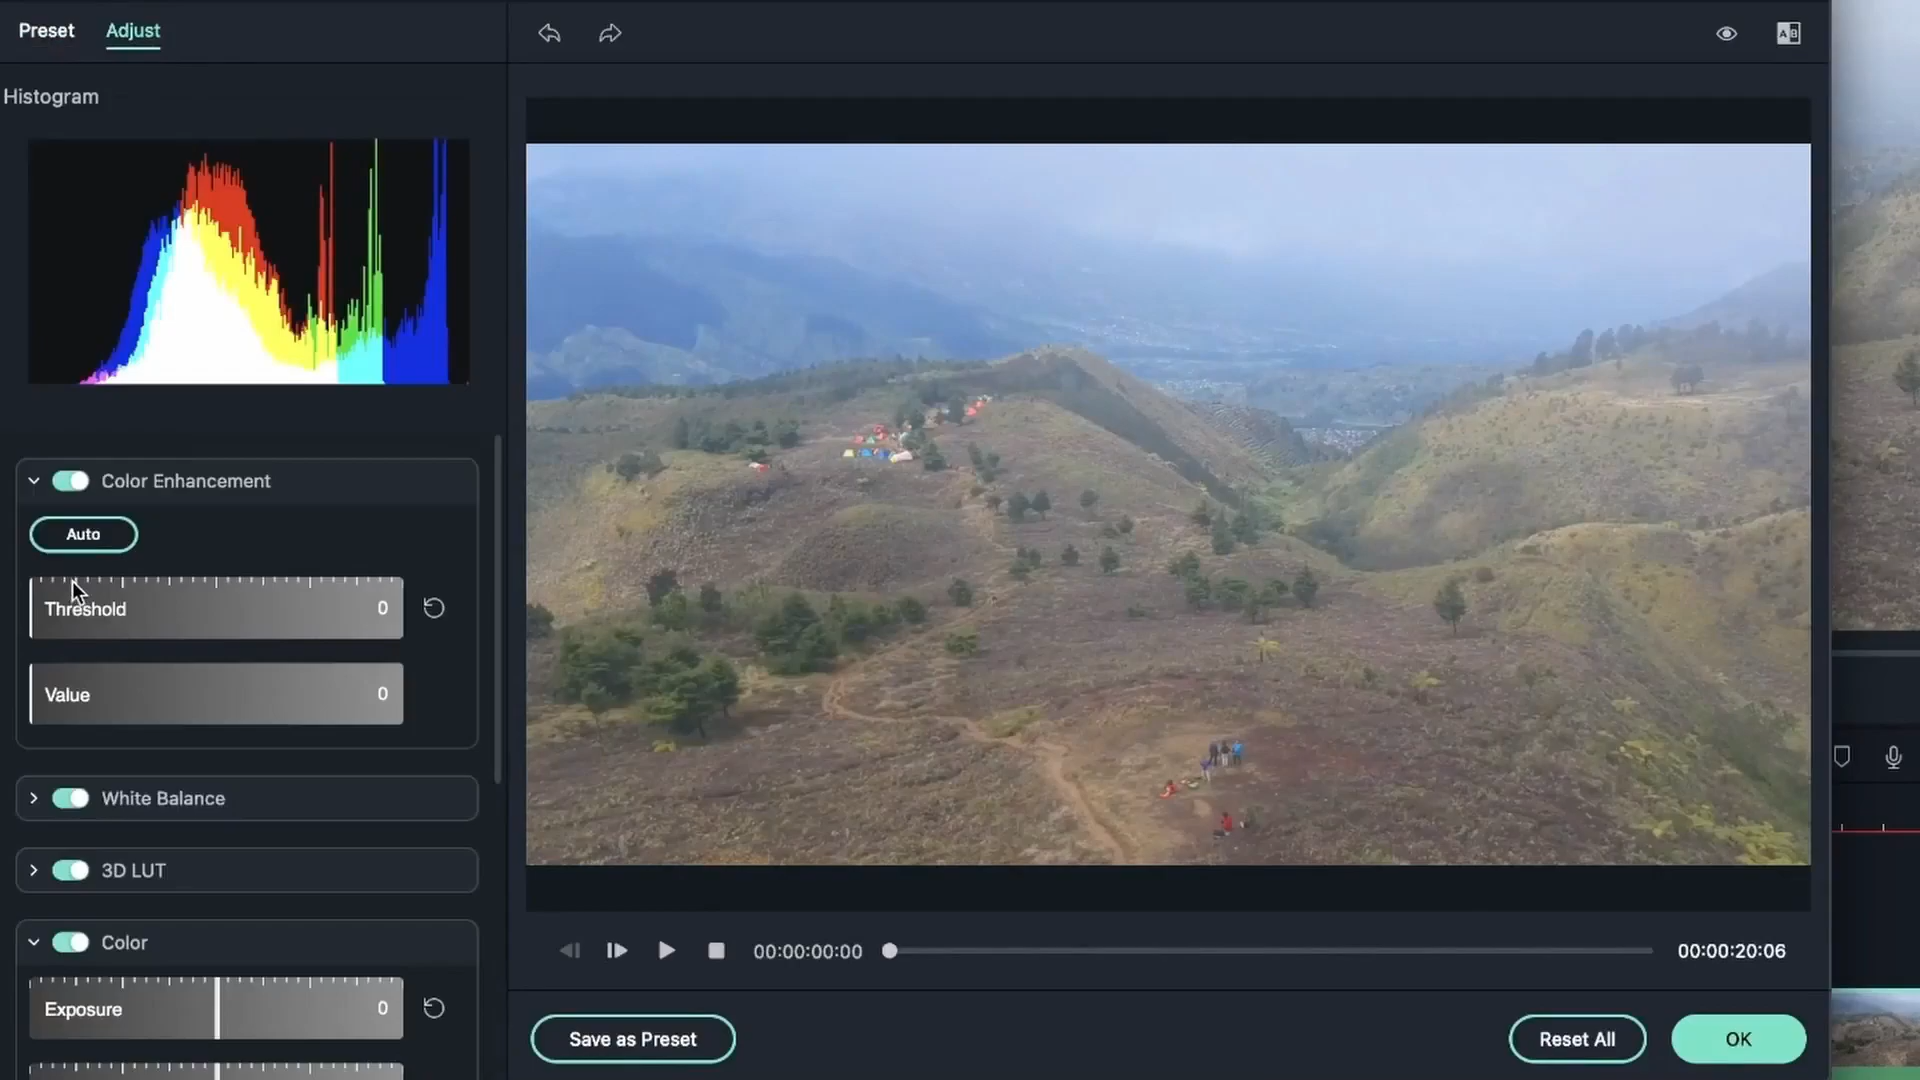 Preset
Adjust
AB
Histogram
Color Enhancement
Auto
Threshold 0
Value 0
White Balance
3D LUT
Color
Exposure 0
00:00:00:00
00:00:20:06
Save as Preset
Reset All
OK